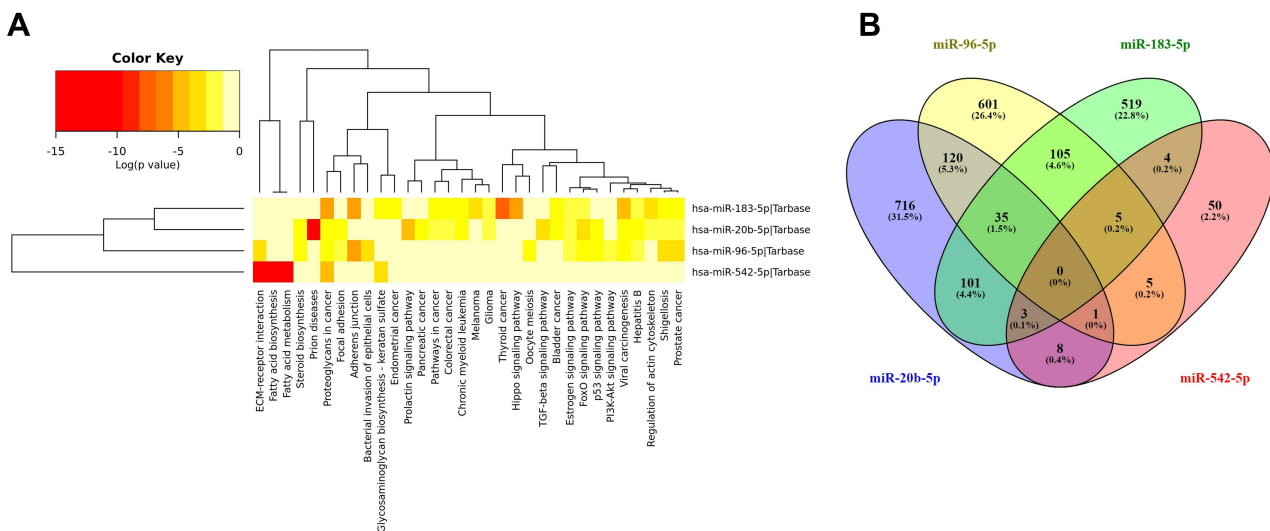 A
Color Key
-15
-10
-5
0
Log(p value)
hsa-miR-183-5p|Tarbase
hsa-miR-20b-5p|Tarbase
hsa-miR-96-5p|Tarbase
hsa-miR-542-5p|Tarbase
ECM-receptor interaction
Fatty acid biosynthesis
Fatty acid metabolism
Steroid biosynthesis
Prion diseases
Proteoglycans in cancer
Focal adhesion
Adherens junction
Bacterial invasion of epithelial cells
Glycosaminoglycan biosynthesis - keratan sulfate
Endometrial cancer
Prolactin signaling pathway
Pancreatic cancer
Pathways in cancer
Colorectal cancer
Chronic myeloid leukemia
Melanoma
Glioma
Thyroid cancer
Hippo signaling pathway
Oocyte meiosis
TGF-beta signaling pathway
Bladder cancer
Estrogen signaling pathway
FoxO signaling pathway
p53 signaling pathway
PI3K-Akt signaling pathway
Viral carcinogenesis
Hepatitis B
Regulation of actin cytoskeleton
Shigellosis
Prostate cancer
B
miR-96-5p
miR-183-5p
601
(26.4%)
519
(22.8%)
120
(5.3%)
105
(4.6%)
4
(0.2%)
716
(31.5%)
35
(1.5%)
5
(0.2%)
50
(2.2%)
0
(0%)
101
(4.4%)
5
(0.2%)
3
(0.1%)
1
(0%)
8
(0.4%)
miR-20b-5p
miR-542-5p